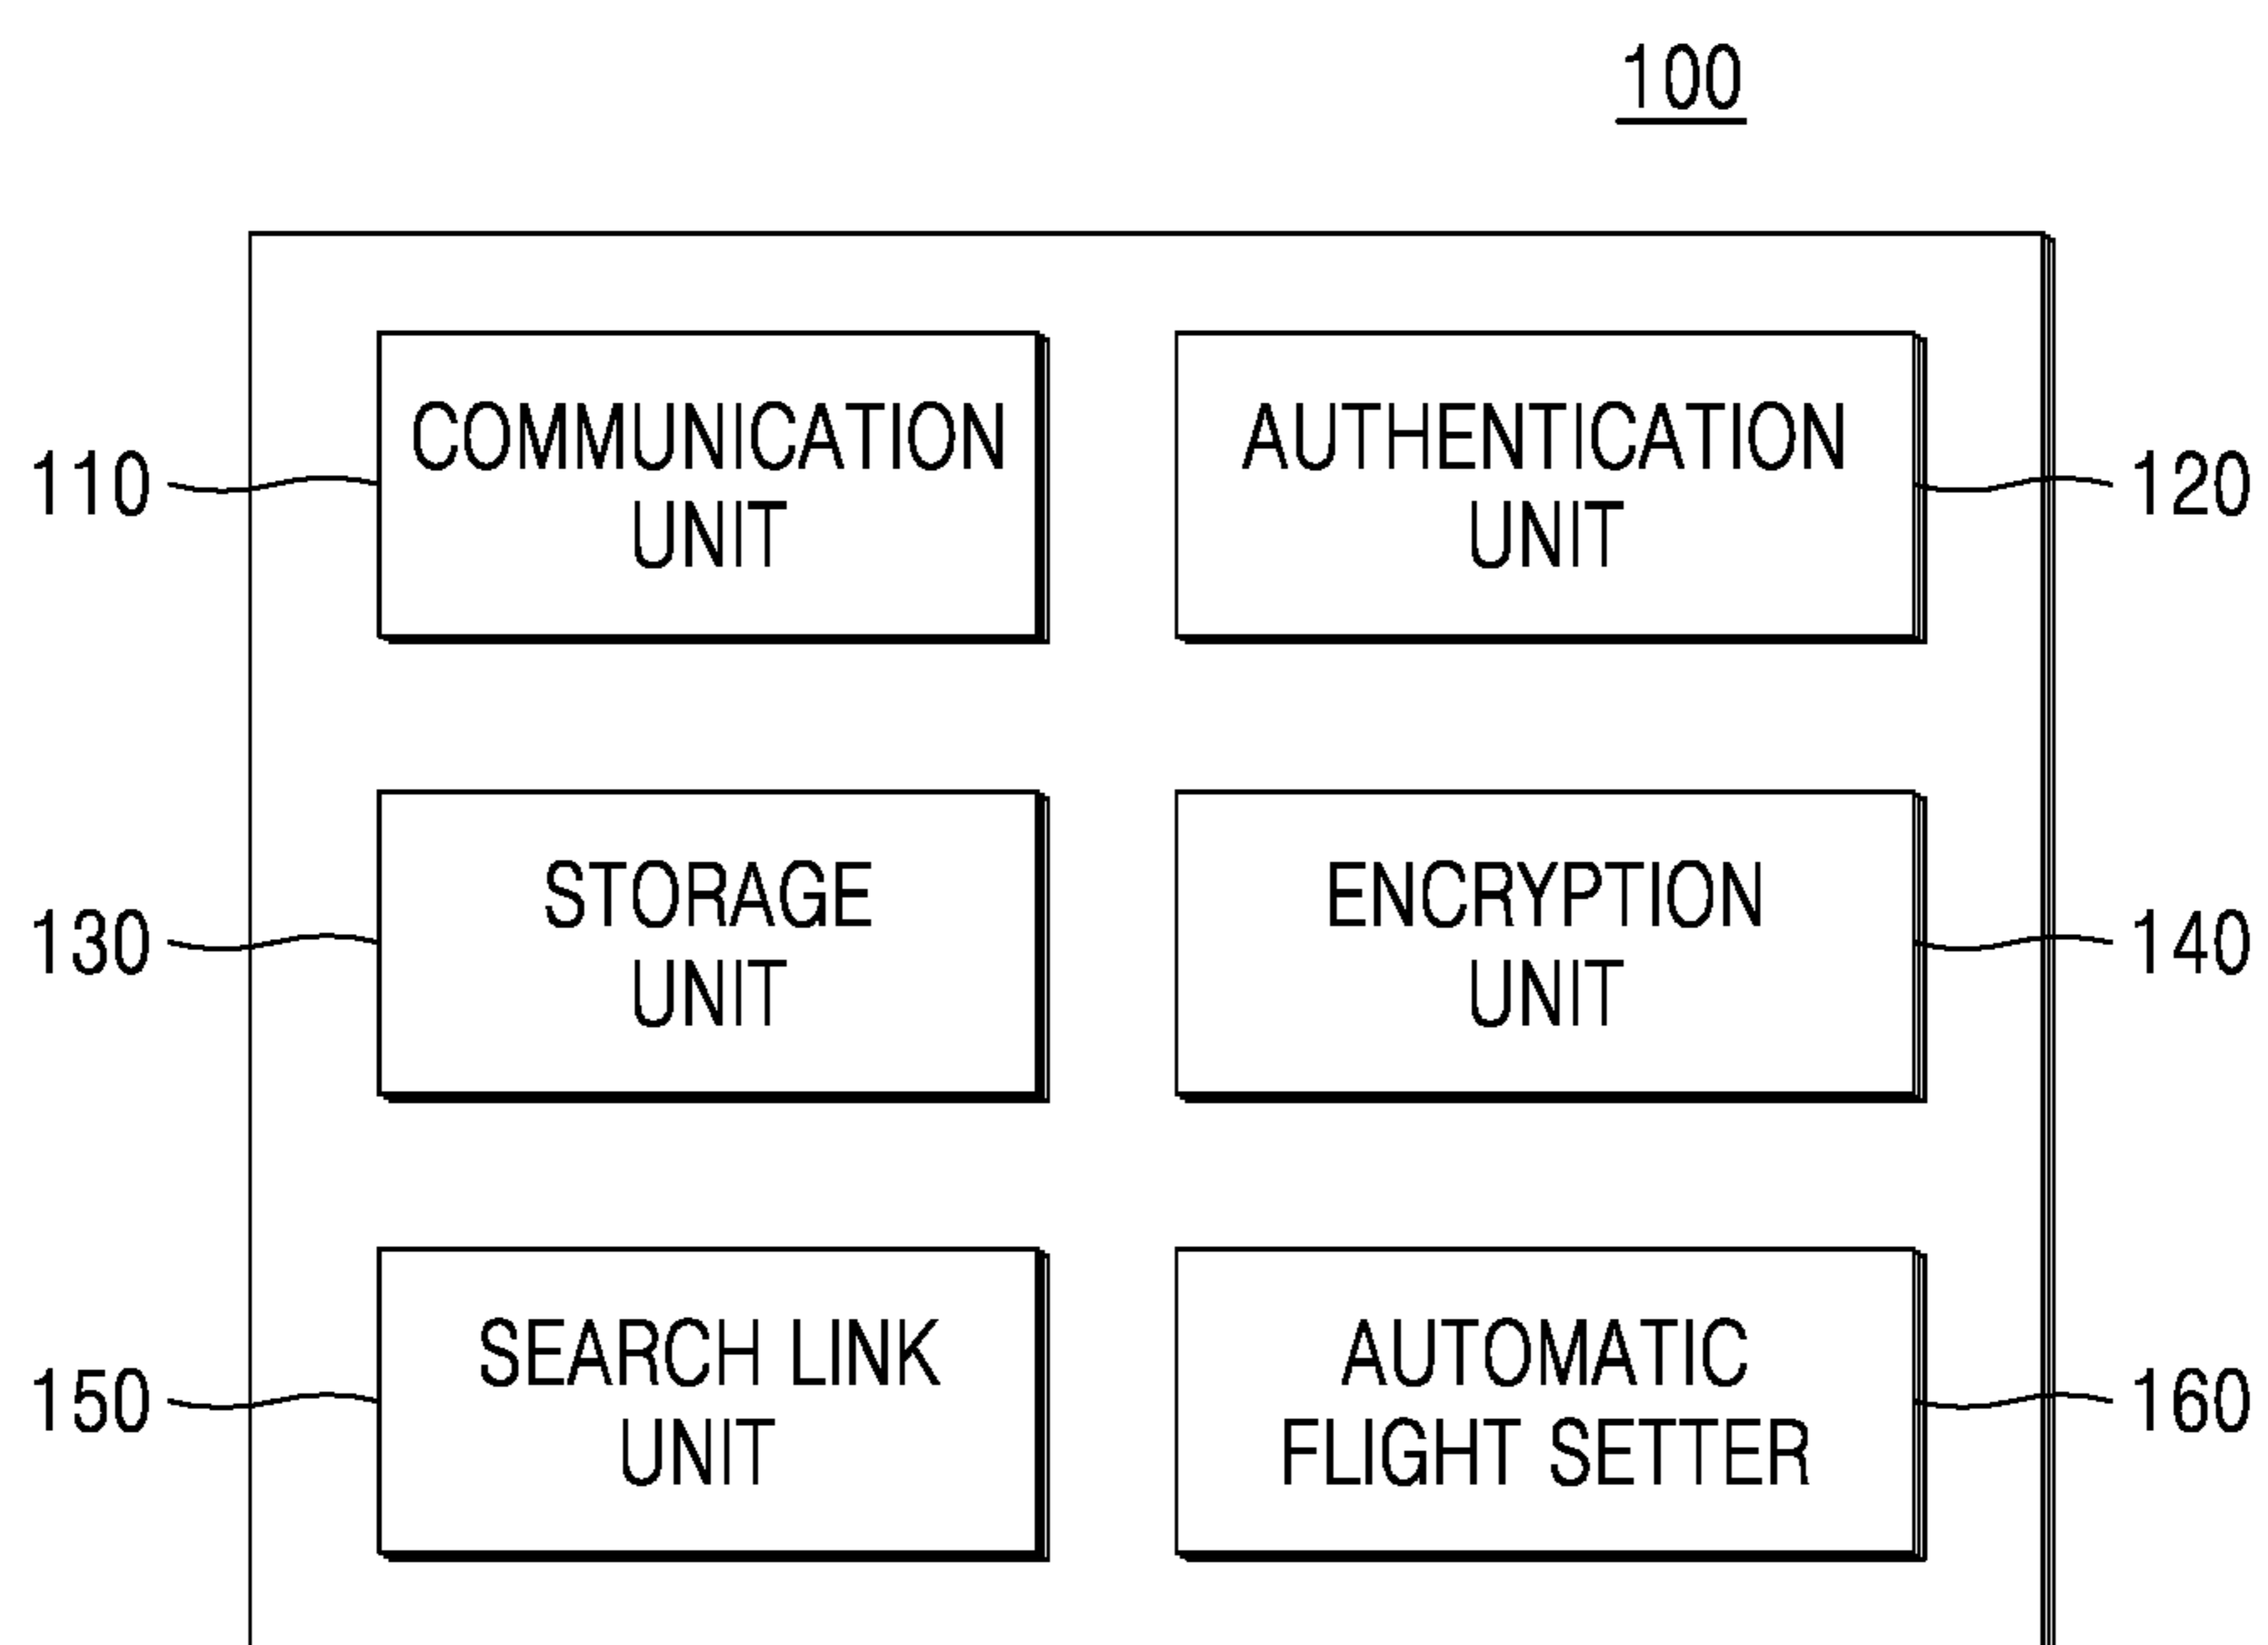 100
COMMUNICATION
UNIT
110
AUTHENTICATION
UNIT
120
STORAGE
UNIT
130
ENCRYPTION
UNIT
140
SEARCH LINK
UNIT
150
AUTOMATIC
FLIGHT SETTER
160